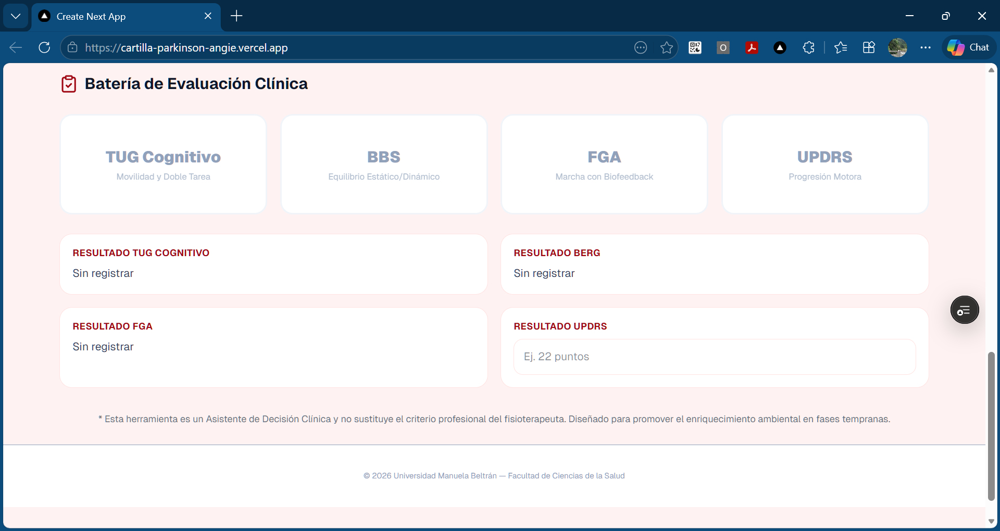 Create Next App
https://cartilla-parkinson-angie.vercel.app
O
Chat
Batería de Evaluación Clínica
TUG Cognitivo
Movilidad y Doble Tarea
BBS
Equilibrio Estático/Dinámico
FGA
Marcha con Biofeedback
UPDRS
Progresión Motora
RESULTADO TUG COGNITIVO
Sin registrar
RESULTADO BERG
Sin registrar
RESULTADO FGA
Sin registrar
RESULTADO UPDRS
Ej. 22 puntos
* Esta herramienta es un Asistente de Decisión Clínica y no sustituye el criterio profesional del fisioterapeuta. Diseñado para promover el enriquecimiento ambiental en fases tempranas.
© 2026 Universidad Manuela Beltrán — Facultad de Ciencias de la Salud